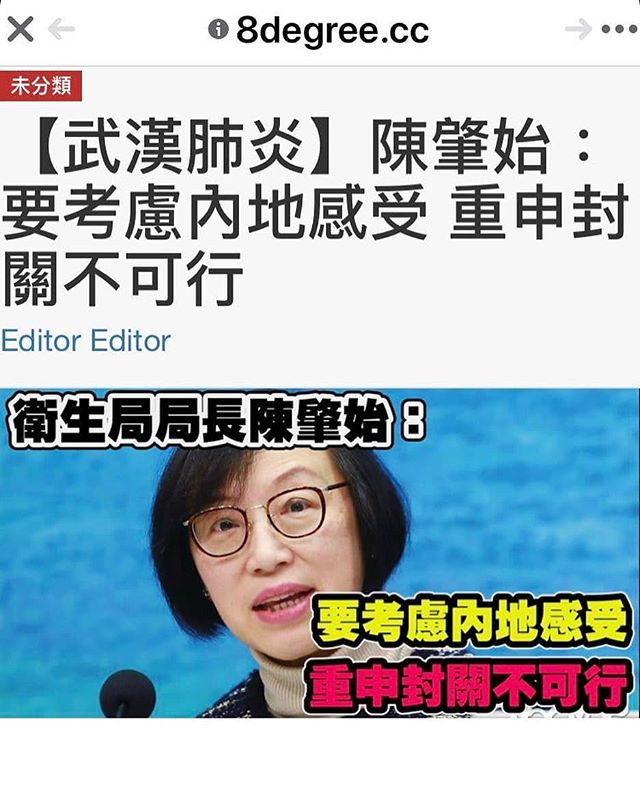 8degree.cc
未分類
【武漢肺炎】陳肇始：
要考慮內地感受 重申封
關不可行
Editor Editor
衛生局局長陳肇始：
要考慮內地感受
重申封關不可行